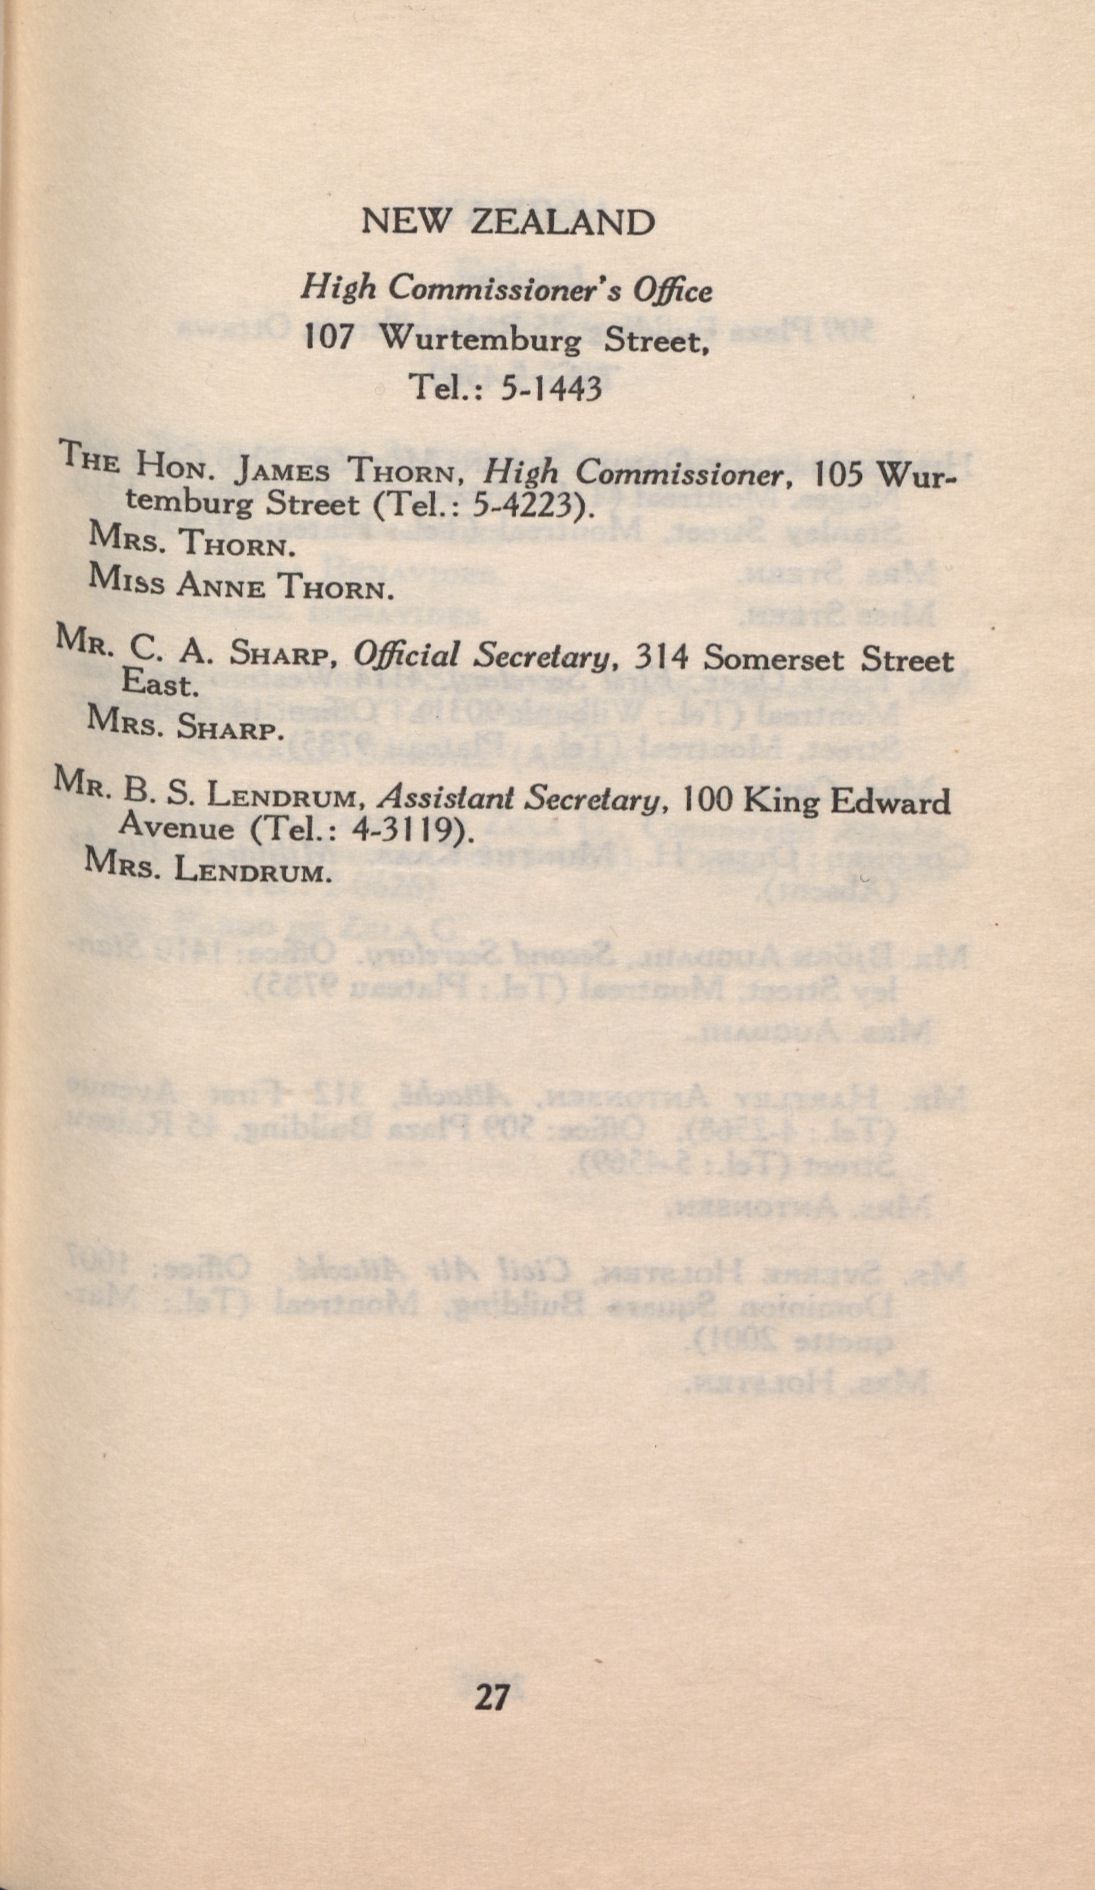 NEW ZEALAND
High Commissioner's Office
107 Wurtemburg Street,
Tel.: 5-1443
THE HON. JAMES THORN, High Commissioner, 105 Wur-
temburg Street (Tel.: 5-4223).
MRS. THORN.
MISS ANNE THORN.
MR. C. A. SHARP, Official Secretary, 314 Somerset Street
East.
MRS. SHARP.
MR. B. S. LENDRUM, Assistant Secretary, 100 King Edward
Avenue (Tel.: 4-3119).
MRS. LENDRUM.
27